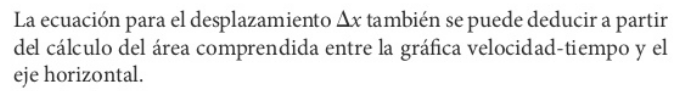 La ecuación para el desplazamiento Δx también se puede deducir a partir
del cálculo del área comprendida entre la gráfica velocidad-tiempo y el
eje horizontal.